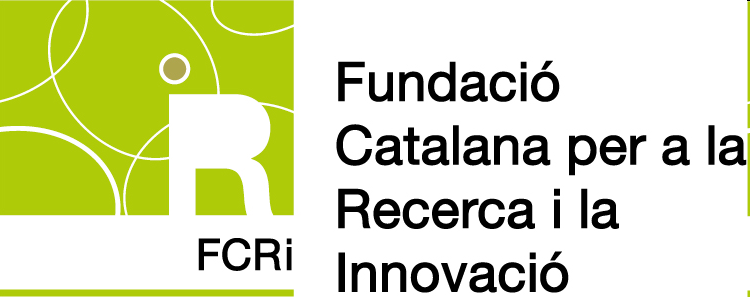 R
FCRi
Fundació
Catalana per a la
Recerca i la
Innovació